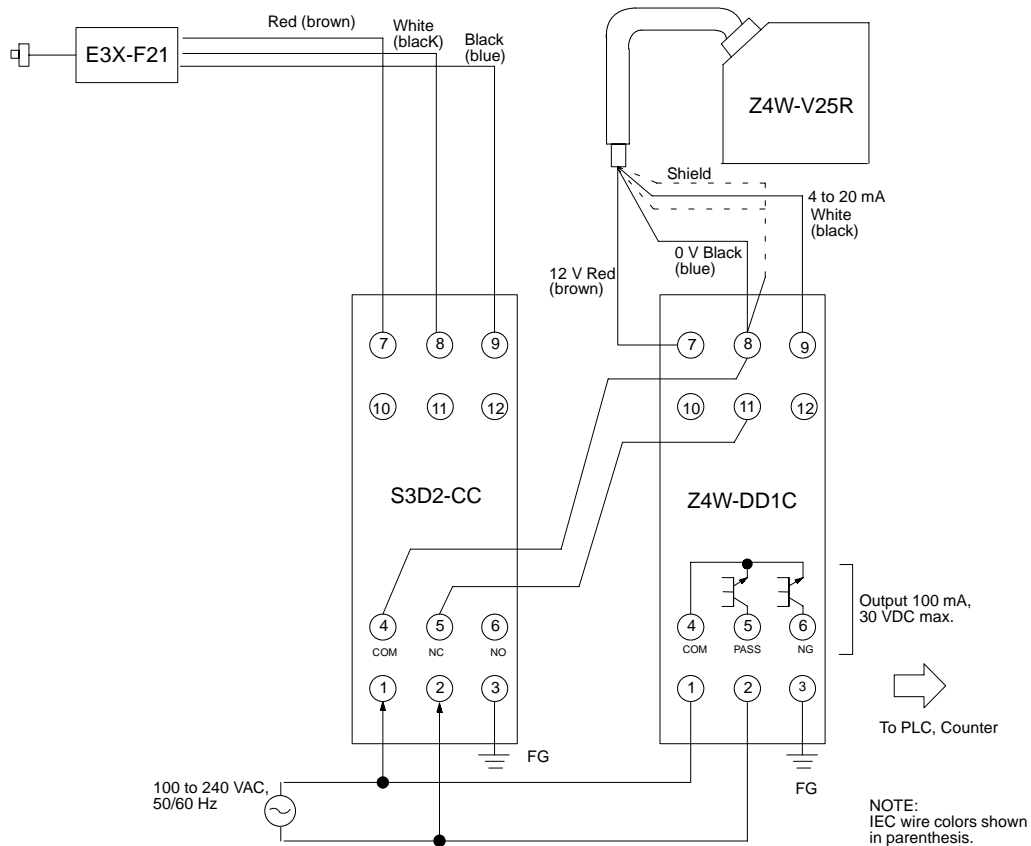 Red (brown)
White
(blacK)
Black
(blue)
E3X-F21
Z4W-V25R
Shield
4 to 20 mA
White
(black)
0 V Black
(blue)
12 V Red
(brown)
7
8
9
10
11
12
S3D2-CC
4
5
6
COM
NC
NO
1
2
3
FG
7
8
9
10
11
12
Z4W-DD1C
4
5
6
COM
PASS
NG
1
2
3
FG
Output 100 mA,
30 VDC max.
To PLC, Counter
100 to 240 VAC,
50/60 Hz
NOTE:
IEC wire colors shown
in parenthesis.